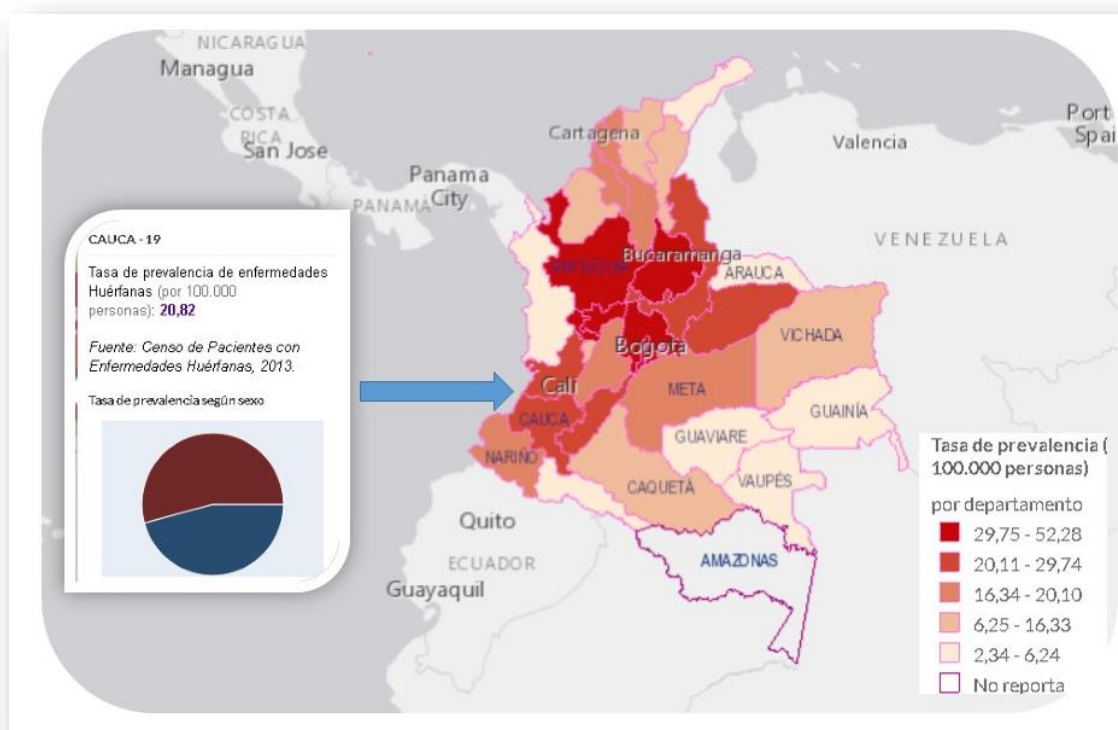 NICARAGUA
Managua
COSTA
RICA
San Jose
Panama
City
PANAMÁ
Cartagena
Valencia
Port
Spai
VENEZUELA
Bucaramanga
ARAUCA
VICHADA
Bogotá
META
Cali
CAUCA
GUAINÍA
GUAVIARE
NARIÑO
VAUPÉS
CAQUETÁ
Quito
ECUADOR
AMAZONAS
Guayaquil
CAUCA - 19
Tasa de prevalencia de enfermedades
Huérfanas (por 100.000
personas): 20,82
Fuente: Censo de Pacientes con
Enfermedades Huérfanas, 2013.
Tasa de prevalencia según sexo
Tasa de prevalencia (
100.000 personas)
por departamento
29,75 - 52,28
20,11 - 29,74
16,34 - 20,10
6,25 - 16,33
2,34 - 6,24
No reporta